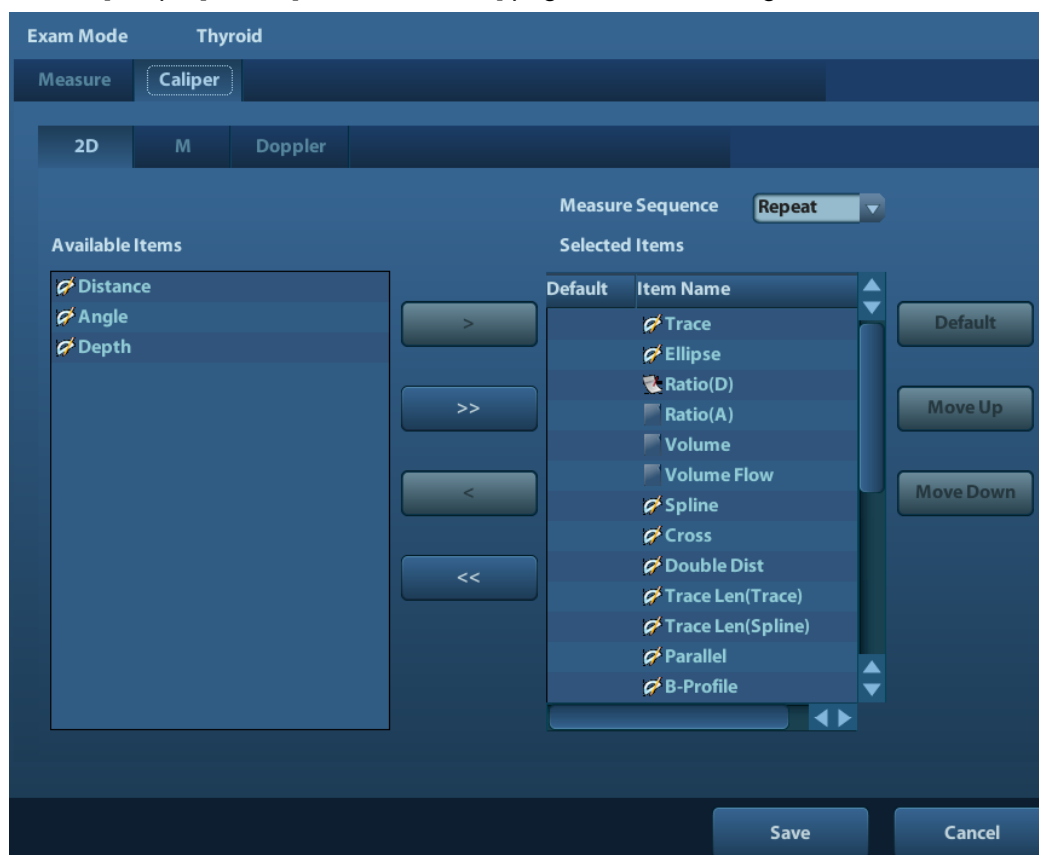 Exam Mode Thyroid
Measure Caliper
2D M Doppler
Measure Sequence Repeat
Available Items
Selected Items
Distance
Angle
Depth
>
>>
<
<<
Default Item Name
Trace
Ellipse
Ratio(D)
Ratio(A)
Volume
Volume Flow
Spline
Cross
Double Dist
Trace Len(Trace)
Trace Len(Spline)
Parallel
B-Profile
Default
Move Up
Move Down
Save Cancel